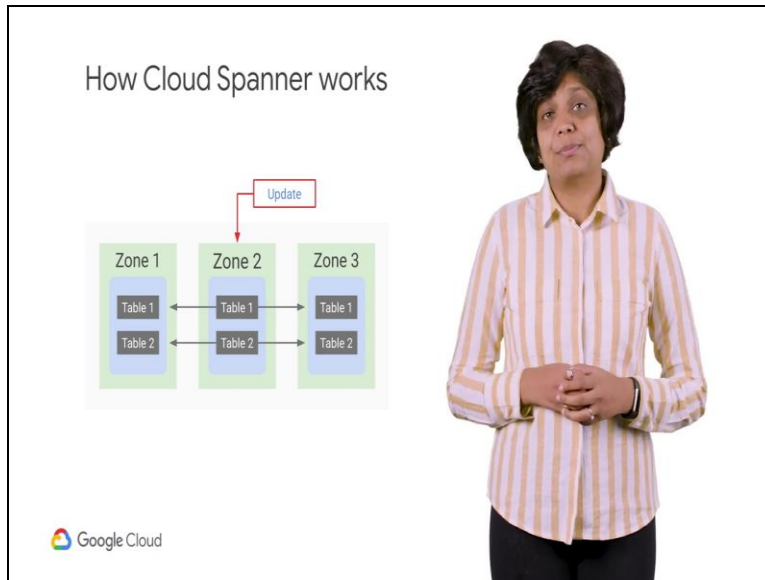 How Cloud Spanner works
Update
Zone 1 Zone 2 Zone 3
Table 1 Table 1 Table 1
Table 2 Table 2 Table 2
Google Cloud